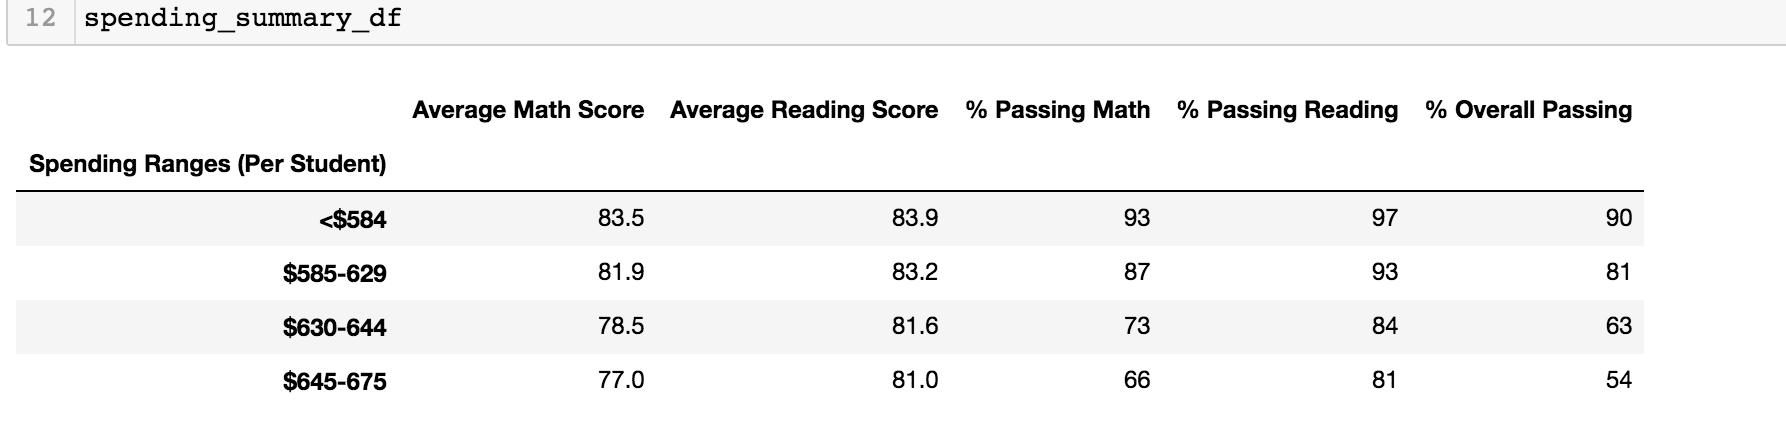 12 spending_summary_df
Average Math Score Average Reading Score % Passing Math % Passing Reading % Overall Passing
Spending Ranges (Per Student)
<$584 83.5 83.9 93 97 90
$585-629 81.9 83.2 87 93 81
$630-644 78.5 81.6 73 84 63
$645-675 77.0 81.0 66 81 54